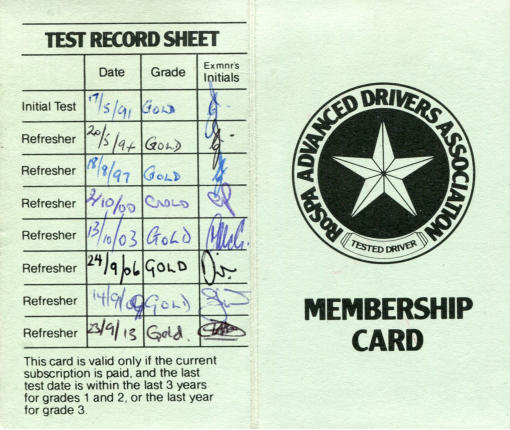 TEST RECORD SHEET
Date Grade Exmnr's Initials
Initial Test 17/5/91 GOLD
Refresher 20/5/94 GOLD
Refresher 18/8/97 GOLD
Refresher 2/10/00 GOLD
Refresher 13/10/03 GOLD
Refresher 24/9/06 GOLD
Refresher 14/9/09 GOLD
Refresher 23/9/13 Gold.
This card is valid only if the current
subscription is paid, and the last
test date is within the last 3 years
for grades 1 and 2, or the last year
for grade 3.
RoSPA ADVANCED DRIVERS ASSOCIATION
TESTED DRIVER
MEMBERSHIP
CARD